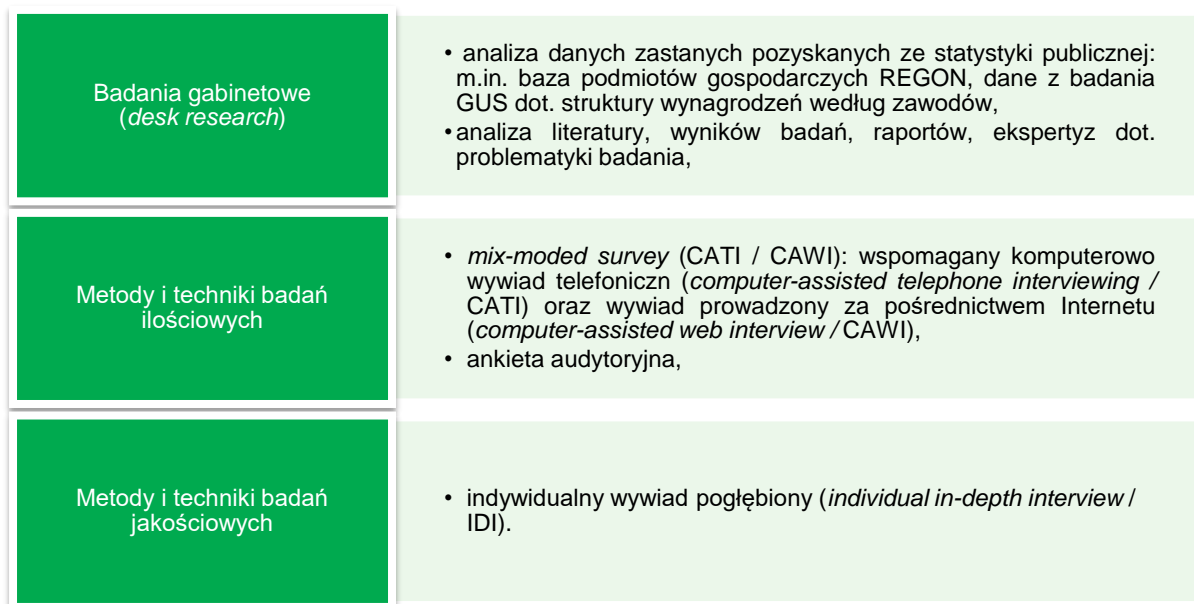 Badania gabinetowe
(desk research)
• analiza danych zastanych pozyskanych ze statystyki publicznej:
m.in. baza podmiotów gospodarczych REGON, dane z badania
GUS dot. struktury wynagrodzeń według zawodów,
• analiza literatury, wyników badań, raportów, ekspertyz dot.
problematyki badania,
Metody i techniki badań
ilościowych
• mix-moded survey (CATI / CAWI): wspomagany komputerowo
wywiad telefoniczn (computer-assisted telephone interviewing /
CATI) oraz wywiad prowadzony za pośrednictwem Internetu
(computer-assisted web interview / CAWI),
• ankieta audytoryjna,
Metody i techniki badań
jakościowych
• indywidualny wywiad pogłębiony (individual in-depth interview /
IDI).